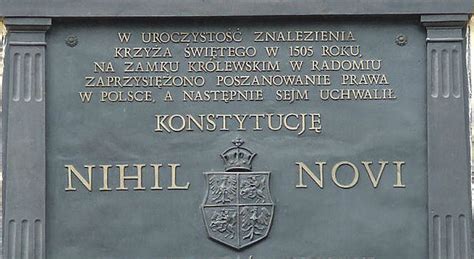 W UROCZYSTOŚĆ ZNALEZIENIA
KRZYŻA ŚWIĘTEGO W 1505 ROKU
NA ZAMKU KRÓLEWSKIM W RADOMIU
ZAPRZYSIĘŻONO POSZANOWANIE PRAWA
W POLSCE, A NASTĘPNIE SEJM UCHWALIŁ
KONSTYTUCJĘ
NIHIL NOVI